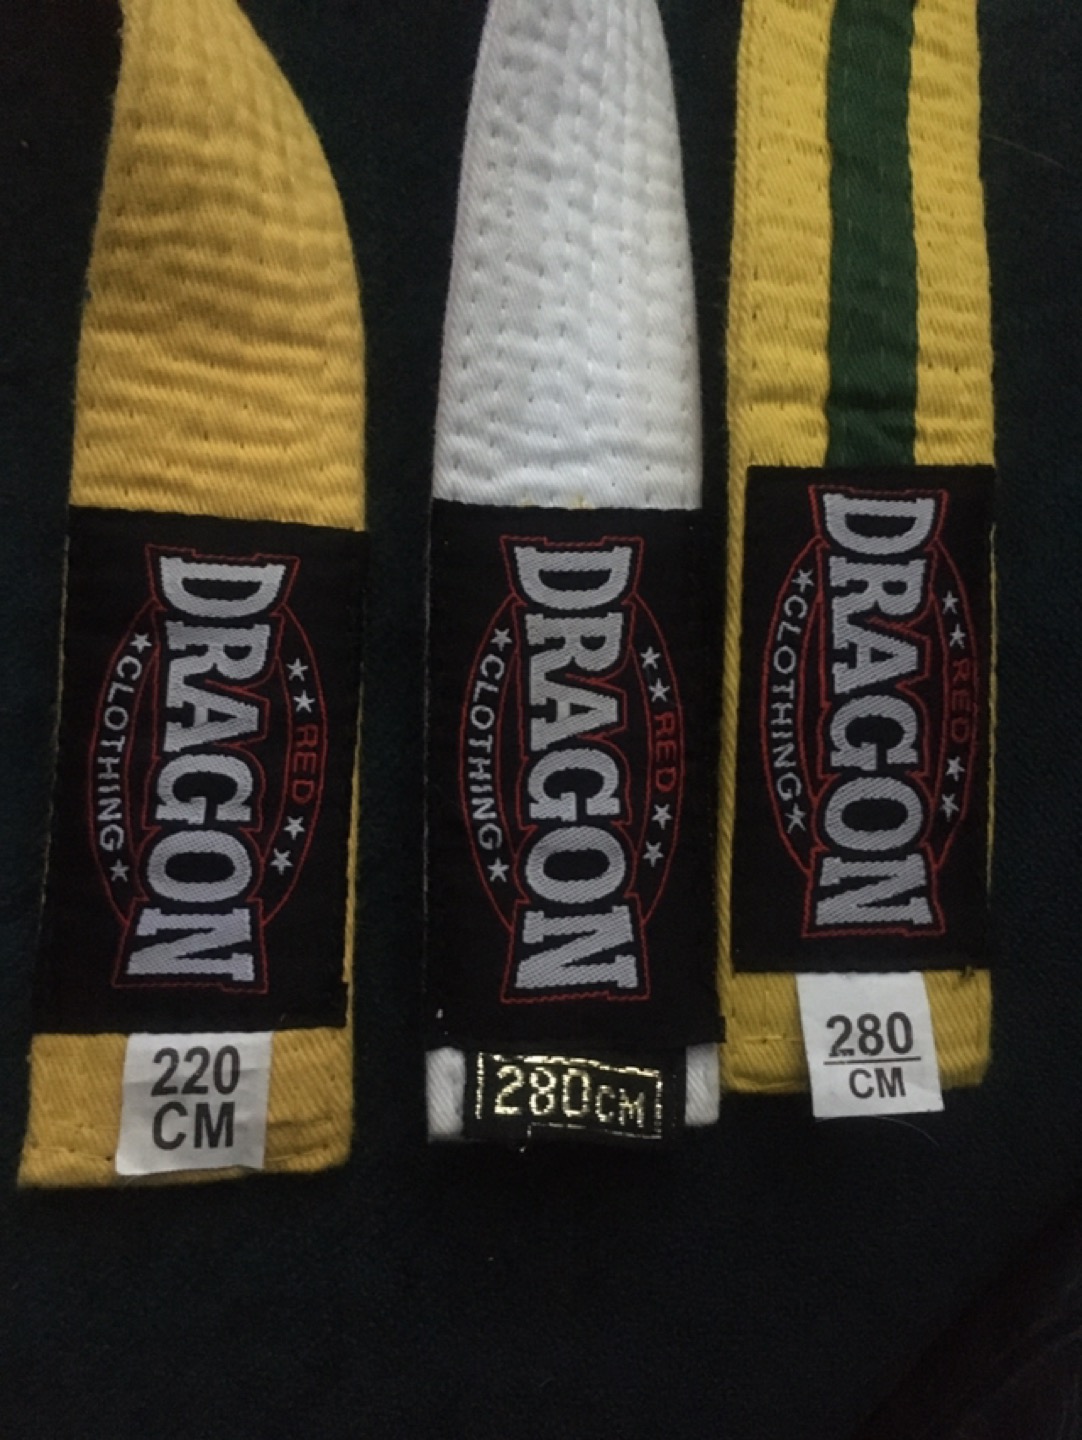 RED
DRAGON
CLOTHING
220
CM
RED
DRAGON
CLOTHING
280CM
RED
DRAGON
CLOTHING
280
CM